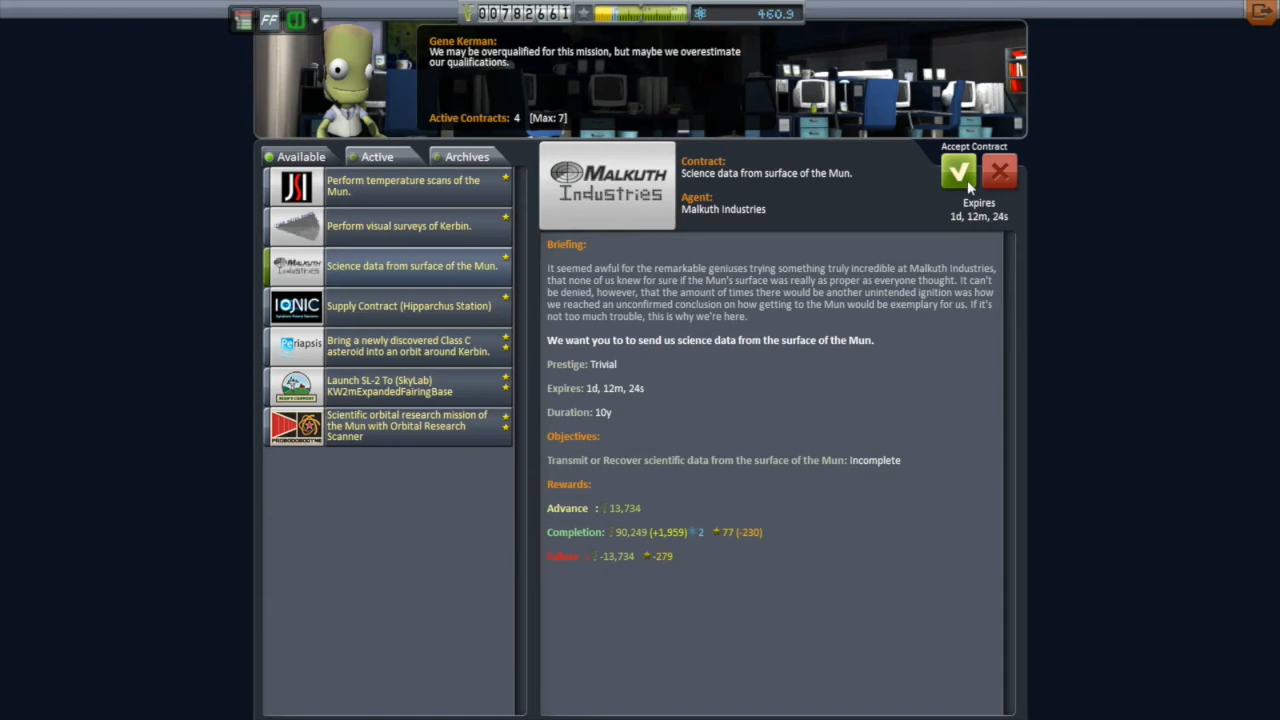 FF
00782661
460.9
Gene Kerman:
We may be overqualified for this mission, but maybe we overestimate
our qualifications.
Active Contracts: 4 [Max: 7]
Available
Active
Archives
JSI
Perform temperature scans of the
Mun.
Perform visual surveys of Kerbin.
MALKUTH
Industries
Science data from surface of the Mun.
IONIC
Supply Contract (Hipparchus Station)
Periapsis
Bring a newly discovered Class C
asteroid into an orbit around Kerbin.
Launch SL-2 To (SkyLab)
KW2mExpandedFairingBase
PROBODOBODYNE
Scientific orbital research mission of
the Mun with Orbital Research
Scanner
MALKUTH
Industries
Contract:
Science data from surface of the Mun.
Agent:
Malkuth Industries
Accept Contract
Expires
1d, 12m, 24s
Briefing:
It seemed awful for the remarkable geniuses trying something truly incredible at Malkuth Industries,
that none of us knew for sure if the Mun's surface was really as proper as everyone thought. It can't
be denied, however, that the amount of times there would be another unintended ignition was how
we reached an unconfirmed conclusion on how getting to the Mun would be exemplary for us. If it's
not too much trouble, this is why we're here.
We want you to to send us science data from the surface of the Mun.
Prestige: Trivial
Expires: 1d, 12m, 24s
Duration: 10y
Objectives:
Transmit or Recover scientific data from the surface of the Mun: Incomplete
Rewards:
Advance : 13,734
Completion: 90,249 (+1,959) 2 77 (-230)
Failure : -13,734 -279